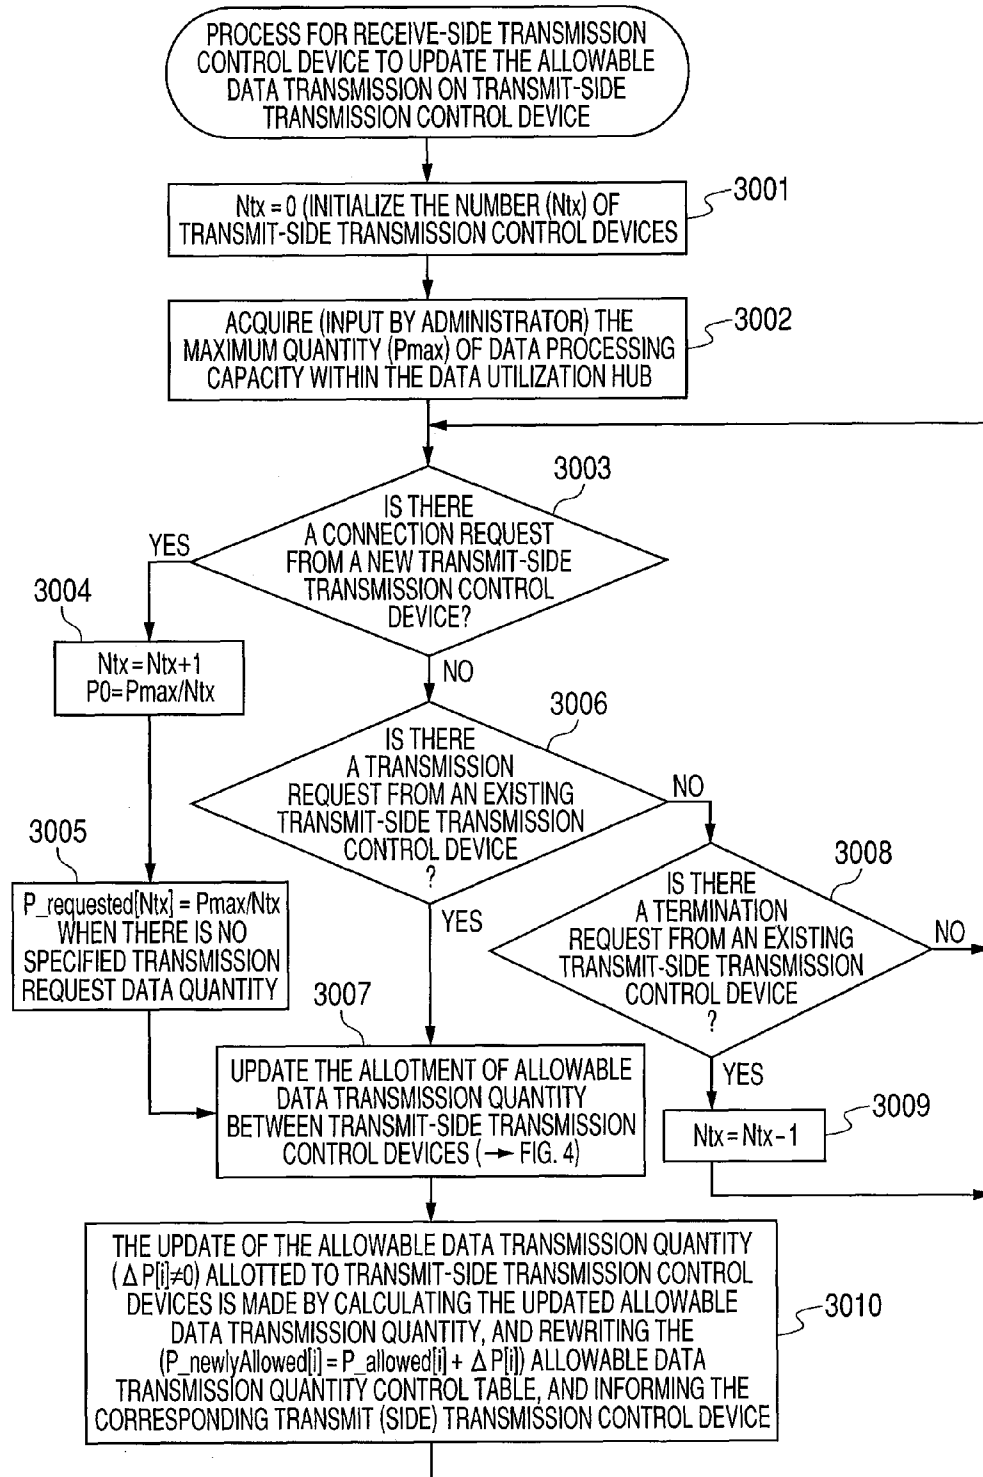 PROCESS FOR RECEIVE-SIDE TRANSMISSION
CONTROL DEVICE TO UPDATE THE ALLOWABLE
DATA TRANSMISSION ON TRANSMIT-SIDE
TRANSMISSION CONTROL DEVICE
3001
Ntx = 0 (INITIALIZE THE NUMBER (Ntx) OF
TRANSMIT-SIDE TRANSMISSION CONTROL DEVICES
3002
ACQUIRE (INPUT BY ADMINISTRATOR) THE
MAXIMUM QUANTITY (Pmax) OF DATA PROCESSING
CAPACITY WITHIN THE DATA UTILIZATION HUB
3003
IS THERE
A CONNECTION REQUEST
FROM A NEW TRANSMIT-SIDE
TRANSMISSION CONTROL
DEVICE?
YES
NO
3004
Ntx = Ntx+1
P0= Pmax/Ntx
3006
IS THERE
A TRANSMISSION
REQUEST FROM AN EXISTING
TRANSMIT-SIDE TRANSMISSION
CONTROL DEVICE
?
NO
YES
3005
P_requested[Ntx] = Pmax/Ntx
WHEN THERE IS NO
SPECIFIED TRANSMISSION
REQUEST DATA QUANTITY
3008
IS THERE
A TERMINATION
REQUEST FROM AN EXISTING
TRANSMIT-SIDE TRANSMISSION
CONTROL DEVICE
?
NO
YES
3007
UPDATE THE ALLOTMENT OF ALLOWABLE
DATA TRANSMISSION QUANTITY
BETWEEN TRANSMIT-SIDE TRANSMISSION
CONTROL DEVICES (→ FIG. 4)
3009
Ntx = Ntx-1
3010
THE UPDATE OF THE ALLOWABLE DATA TRANSMISSION QUANTITY
(ΔP[i]≠0) ALLOTTED TO TRANSMIT-SIDE TRANSMISSION CONTROL
DEVICES IS MADE BY CALCULATING THE UPDATED ALLOWABLE
DATA TRANSMISSION QUANTITY, AND REWRITING THE
(P_newlyAllowed[i] = P_allowed[i] + ΔP[i]) ALLOWABLE DATA
TRANSMISSION QUANTITY CONTROL TABLE, AND INFORMING THE
CORRESPONDING TRANSMIT (SIDE) TRANSMISSION CONTROL DEVICE